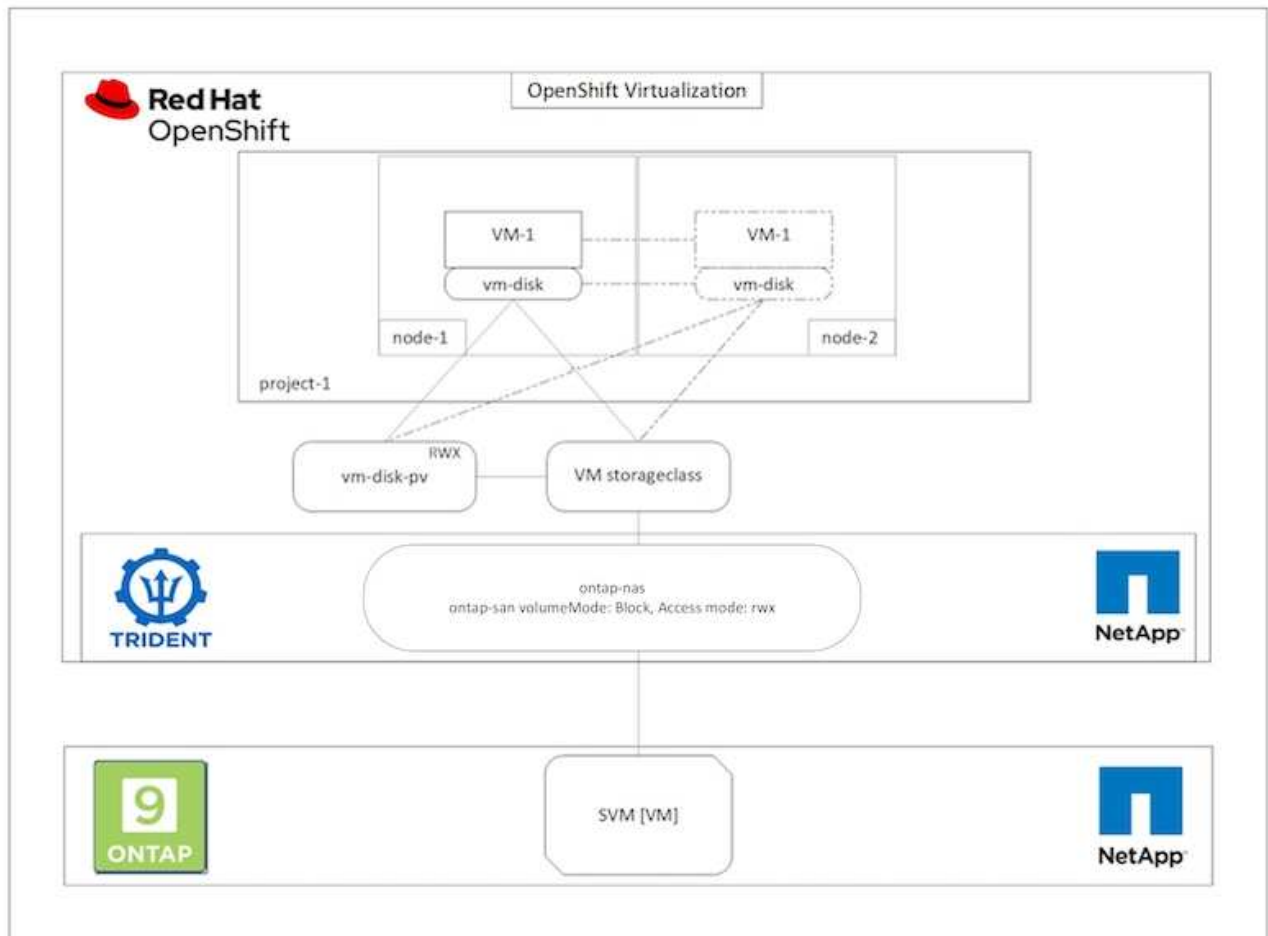 OpenShift Virtualization
Red Hat
OpenShift
VM-1
VM-1
vm-disk
vm-disk
node-1
node-2
project-1
RWX
vm-disk-pv
VM storageclass
ontap-nas
ontap-san volumeMode: Block, Access mode: rwx
TRIDENT
NetApp
SVM [VM]
9
ONTAP
NetApp